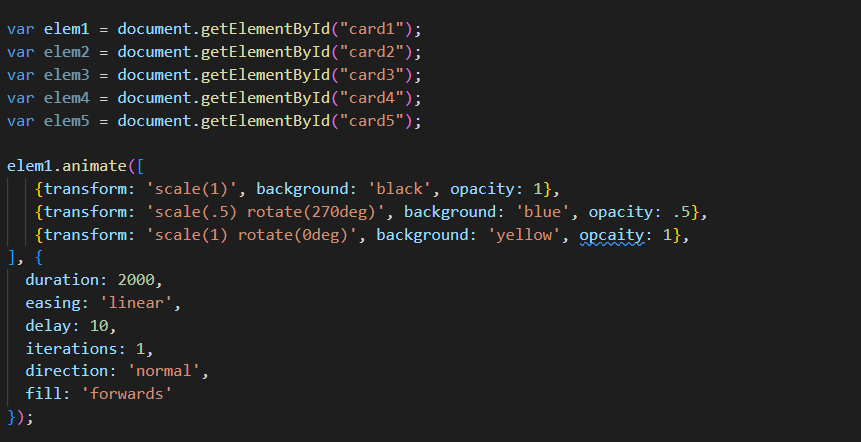 var elem1 = document.getElementById("card1");
var elem2 = document.getElementById("card2");
var elem3 = document.getElementById("card3");
var elem4 = document.getElementById("card4");
var elem5 = document.getElementById("card5");
elem1.animate([
{transform: 'scale(1)', background: 'black', opacity: 1},
{transform: 'scale(.5) rotate(270deg)', background: 'blue', opacity: .5},
{transform: 'scale(1) rotate(0deg)', background: 'yellow', opcaity: 1},
], {
duration: 2000,
easing: 'linear',
delay: 10,
iterations: 1,
direction: 'normal',
fill: 'forwards'
});